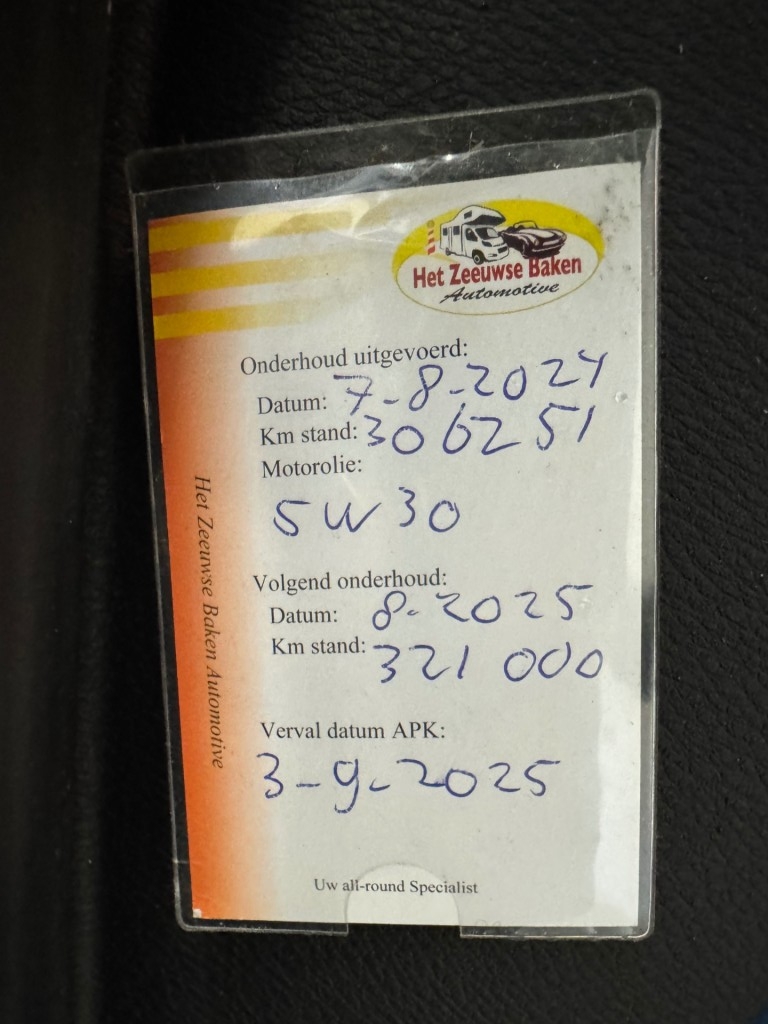 Het Zeeuwse Baken
Automotive
Onderhoud uitgevoerd:
Datum: 7-8-2024
Km stand: 306251
Motorolie:
5W30
Volgend onderhoud:
Datum: 8-2025
Km stand: 321 000
Verval datum APK:
3-9-2025
Uw all-round Specialist
Het Zeeuwse Baken Automotive